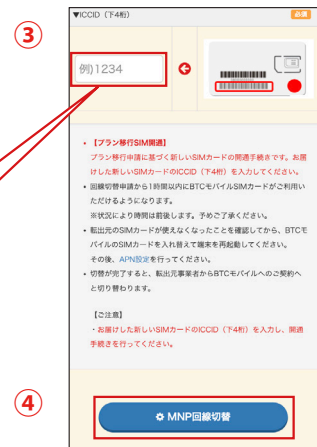 ③
▼ICCID（下4桁）
必須
例)1234
• 【プラン移行SIM開通】
プラン移行申請に基づく新しいSIMカードの開通手続きです。お届
けした新しいSIMカードのICCID（下4桁）を入力してください。
• 回線切替申請から1時間以内にBTCモバイルSIMカードがご利用い
ただけるようになります。
※状況により時間は前後します。予めご了承ください。
• 転出元のSIMカードが使えなくなったことを確認してから、BTCモ
バイルのSIMカードを入れ替えて端末を再起動してください。
その後、APN設定を行ってください。
• 切替が完了すると、転出元事業者からBTCモバイルへのご契約へ
と切り替わります。
【ご注意】
・お届けした新しいSIMカードのICCID（下4桁）を入力し、開通
手続きを行ってください。
④
MNP回線切替